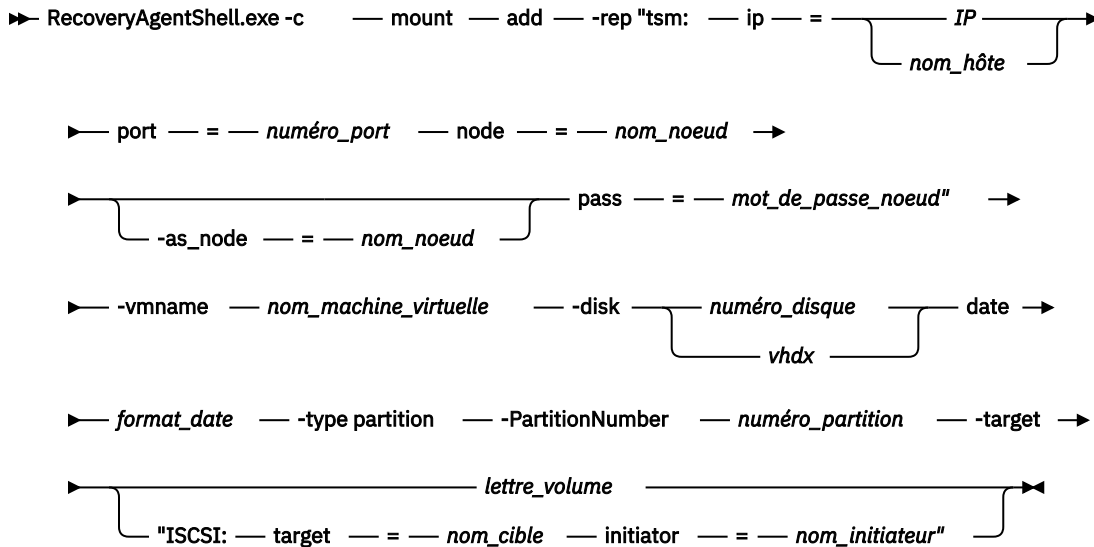 RecoveryAgentShell.exe -c mount add -rep "tsm: ip = IP
nom_hôte
port = numéro_port node = nom_noeud
pass = mot_de_passe_noeud"
-as_node = nom_noeud
-vmname nom_machine_virtuelle -disk numéro_disque date
vhdx
format_date -type partition -PartitionNumber numéro_partition -target
lettre_volume
"ISCSI: target = nom_cible initiator = nom_initiateur"